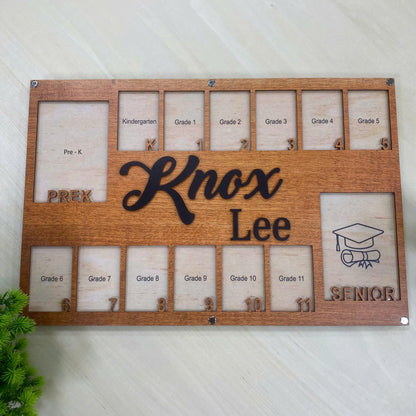 Kindergarten
Grade 1
Grade 2
Grade 3
Grade 4
Grade 5
Pre - K
K 1 2 3 4 5
PREK
Knox
Lee
Grade 6
Grade 7
Grade 8
Grade 9
Grade 10
Grade 11
6 7 8 9 10 11
SENIOR